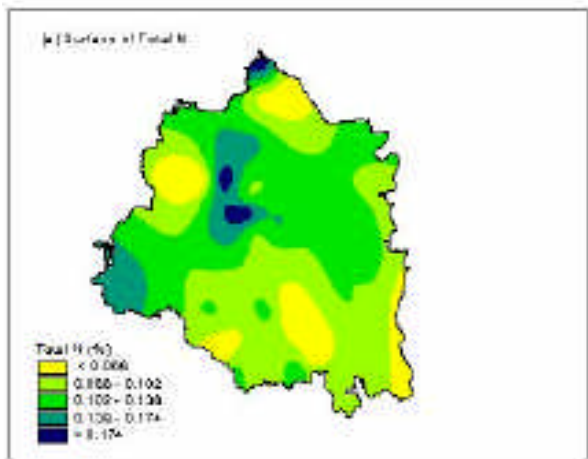 (a) Surface of Total N
Total N (%)
< 0.066
0.066 - 0.102
0.102 - 0.138
0.138 - 0.174
> 0.174